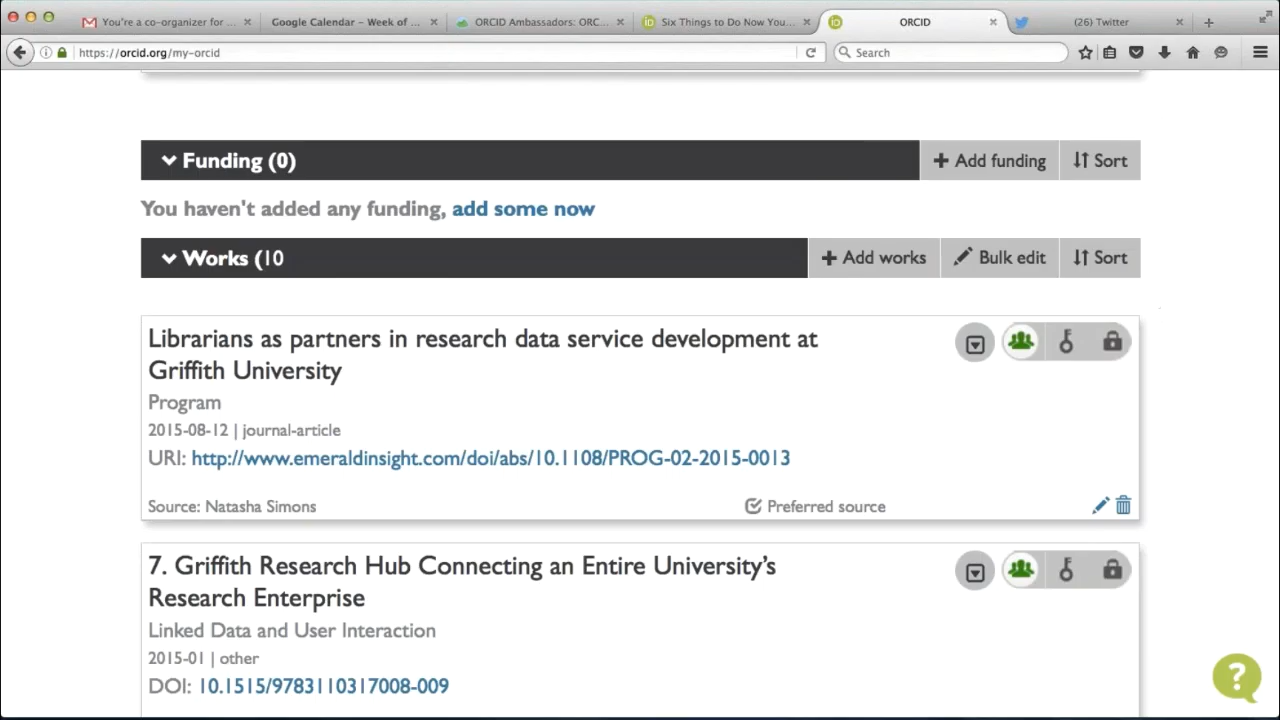 You're a co-organizer for ...
Google Calendar - Week of ...
ORCID Ambassadors: ORC...
Six Things to Do Now You...
ORCID
(26) Twitter
https://orcid.org/my-orcid
Search
Funding (0)
Add funding
Sort
You haven't added any funding, add some now
Works (10
Add works
Bulk edit
Sort
Librarians as partners in research data service development at
Griffith University
Program
2015-08-12 | journal-article
URI: http://www.emeraldinsight.com/doi/abs/10.1108/PROG-02-2015-0013
Source: Natasha Simons
Preferred source
7. Griffith Research Hub Connecting an Entire University's
Research Enterprise
Linked Data and User Interaction
2015-01 | other
DOI: 10.1515/9783110317008-009
?